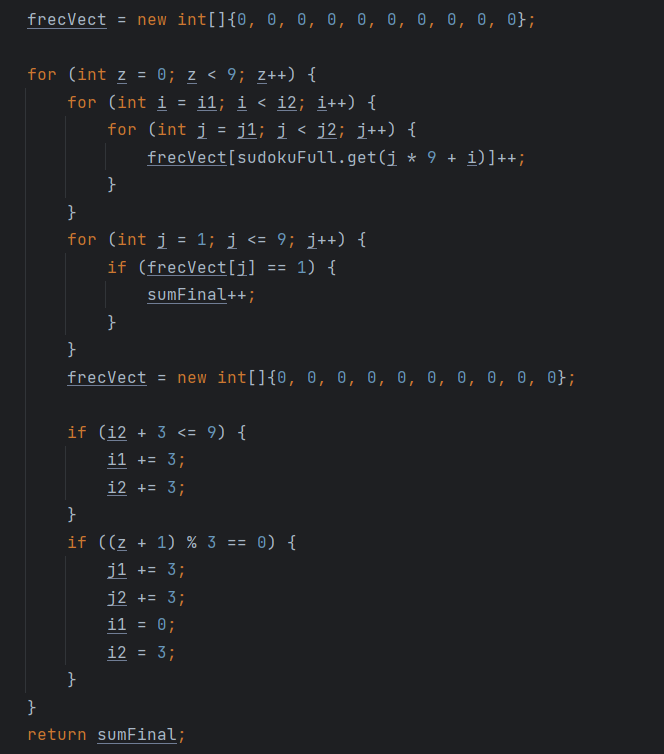 frecVect = new int[]{0, 0, 0, 0, 0, 0, 0, 0, 0, 0};
for (int z = 0; z < 9; z++) {
for (int i = i1; i < i2; i++) {
for (int j = j1; j < j2; j++) {
frecVect[sudokuFull.get(j * 9 + i)]++;
}
}
for (int j = 1; j <= 9; j++) {
if (frecVect[j] == 1) {
sumFinal++;
}
}
frecVect = new int[]{0, 0, 0, 0, 0, 0, 0, 0, 0, 0};
if (i2 + 3 <= 9) {
i1 += 3;
i2 += 3;
}
if ((z + 1) % 3 == 0) {
j1 += 3;
j2 += 3;
i1 = 0;
i2 = 3;
}
}
return sumFinal;